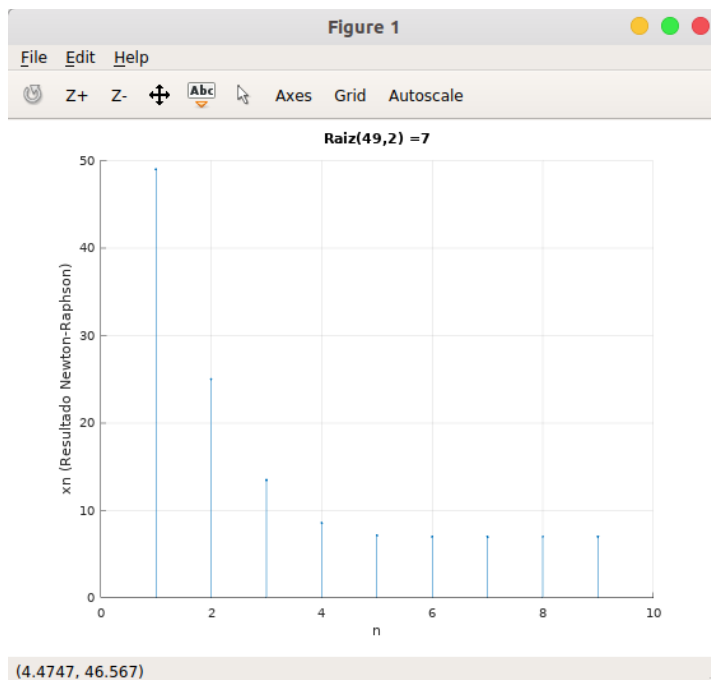 Figure 1
File Edit Help
Z+ Z- Abc Axes Grid Autoscale
Raiz(49,2) =7
50
40
30
20
10
0
xn (Resultado Newton-Raphson)
0 2 4 6 8 10
n
(4.4747, 46.567)